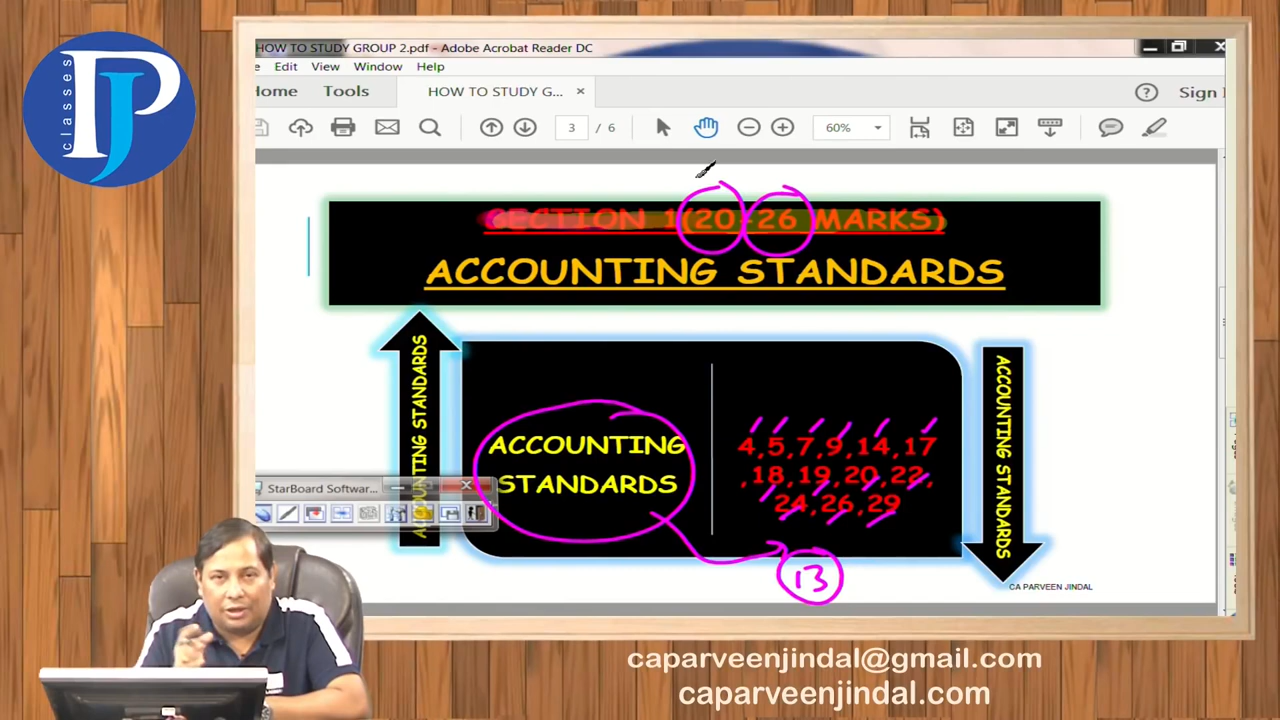 classes
PJ
HOW TO STUDY GROUP 2.pdf - Adobe Acrobat Reader DC
e Edit View Window Help
Home Tools HOW TO STUDY G... × ? Sign I
3 / 6 60%
SECTION 1(20-26 MARKS)
ACCOUNTING STANDARDS
ACCOUNTING STANDARDS
ACCOUNTING
STANDARDS
4,5,7,9,14,17
,18,19,20,22,
24,26,29
ACCOUNTING STANDARDS
StarBoard Softwar...
13
CA PARVEEN JINDAL
caparveenjindal@gmail.com
caparveenjindal.com